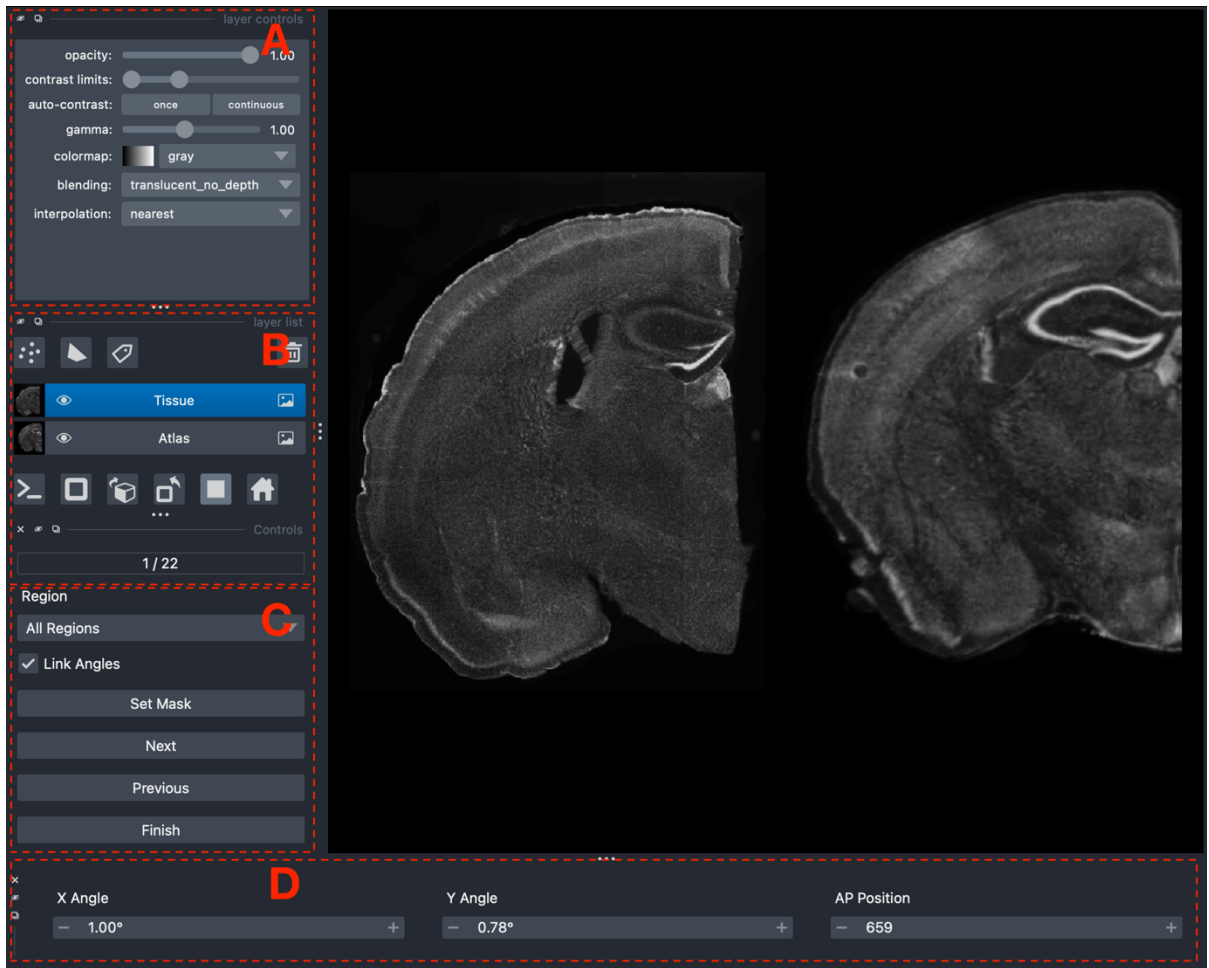 layer controls
A
opacity: 1.00
contrast limits:
auto-contrast: once continuous
gamma: 1.00
colormap: gray
blending: translucent_no_depth
interpolation: nearest
layer list
B
Tissue
Atlas
Controls
1 / 22
Region
C
All Regions
Link Angles
Set Mask
Next
Previous
Finish
D
X Angle Y Angle AP Position
− 1.00° + − 0.78° + − 659 +